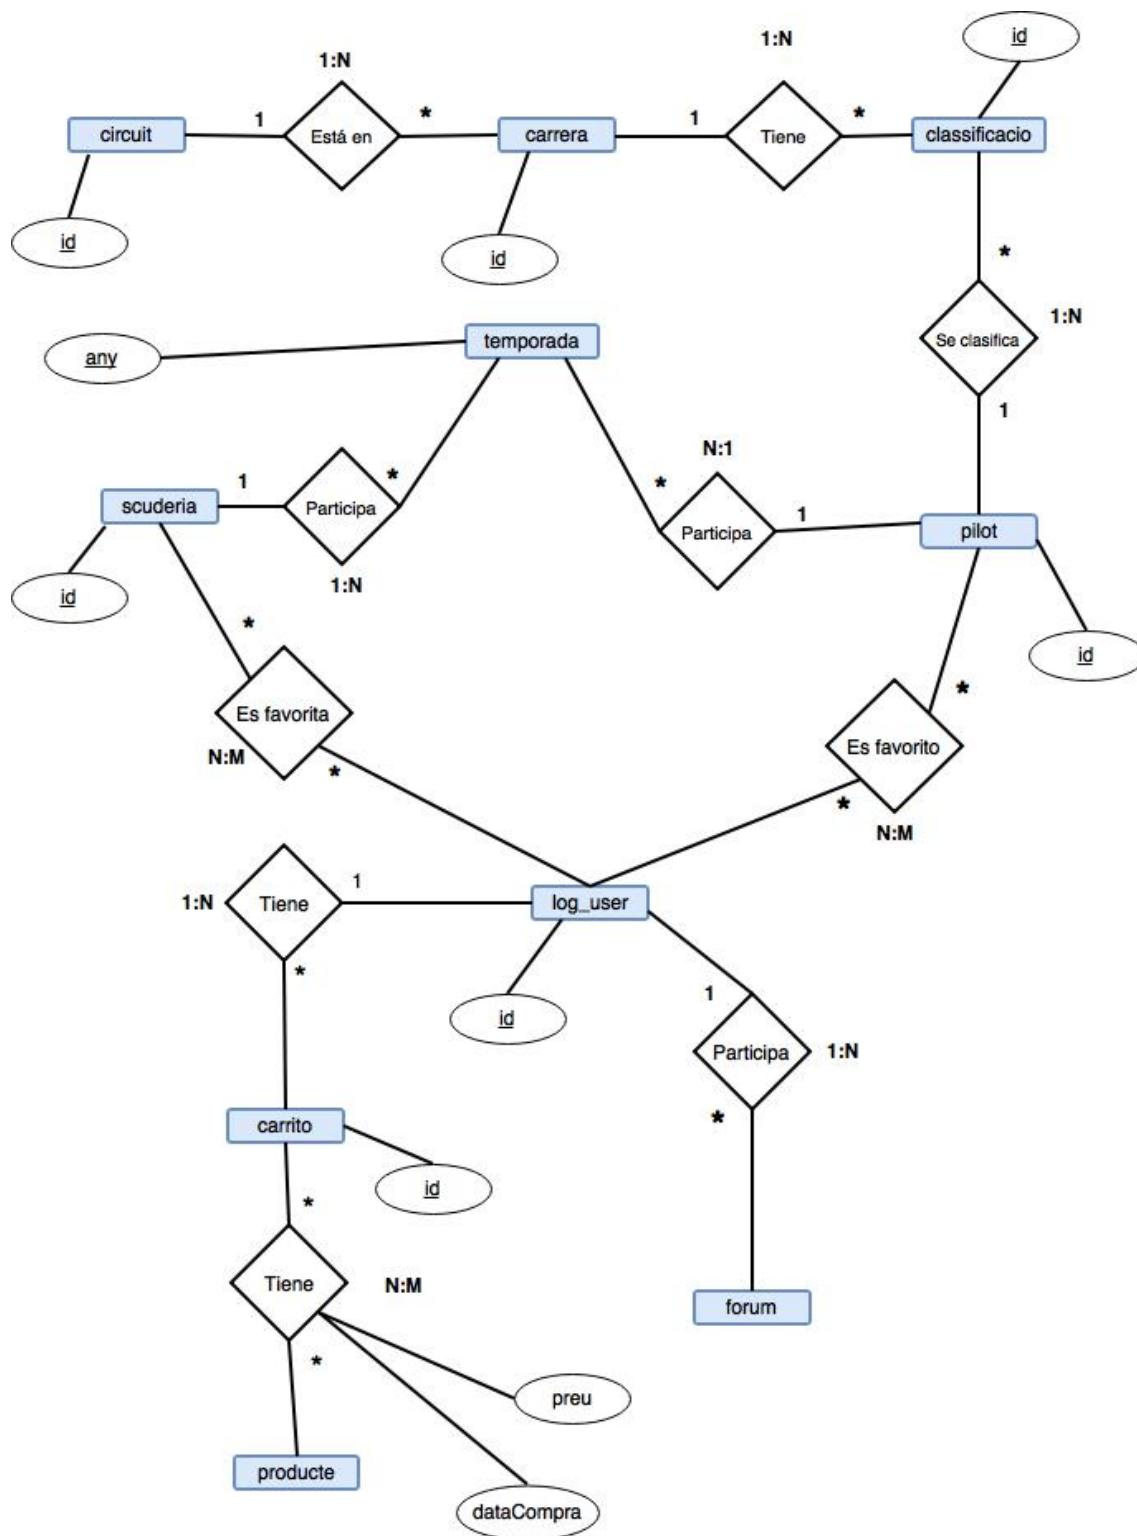 id
1:N
1:N
circuit
1
Está en
*
carrera
1
Tiene
*
classificacio
id
id
*
temporada
any
Se clasifica
1:N
1
N:1
scuderia
1
Participa
*
*
Participa
1
pilot
1:N
id
id
*
*
Es favorita
Es favorito
N:M
*
*
N:M
1:N
Tiene
1
log_user
*
id
1
Participa
1:N
*
carrito
id
*
Tiene
N:M
forum
*
preu
producte
dataCompra